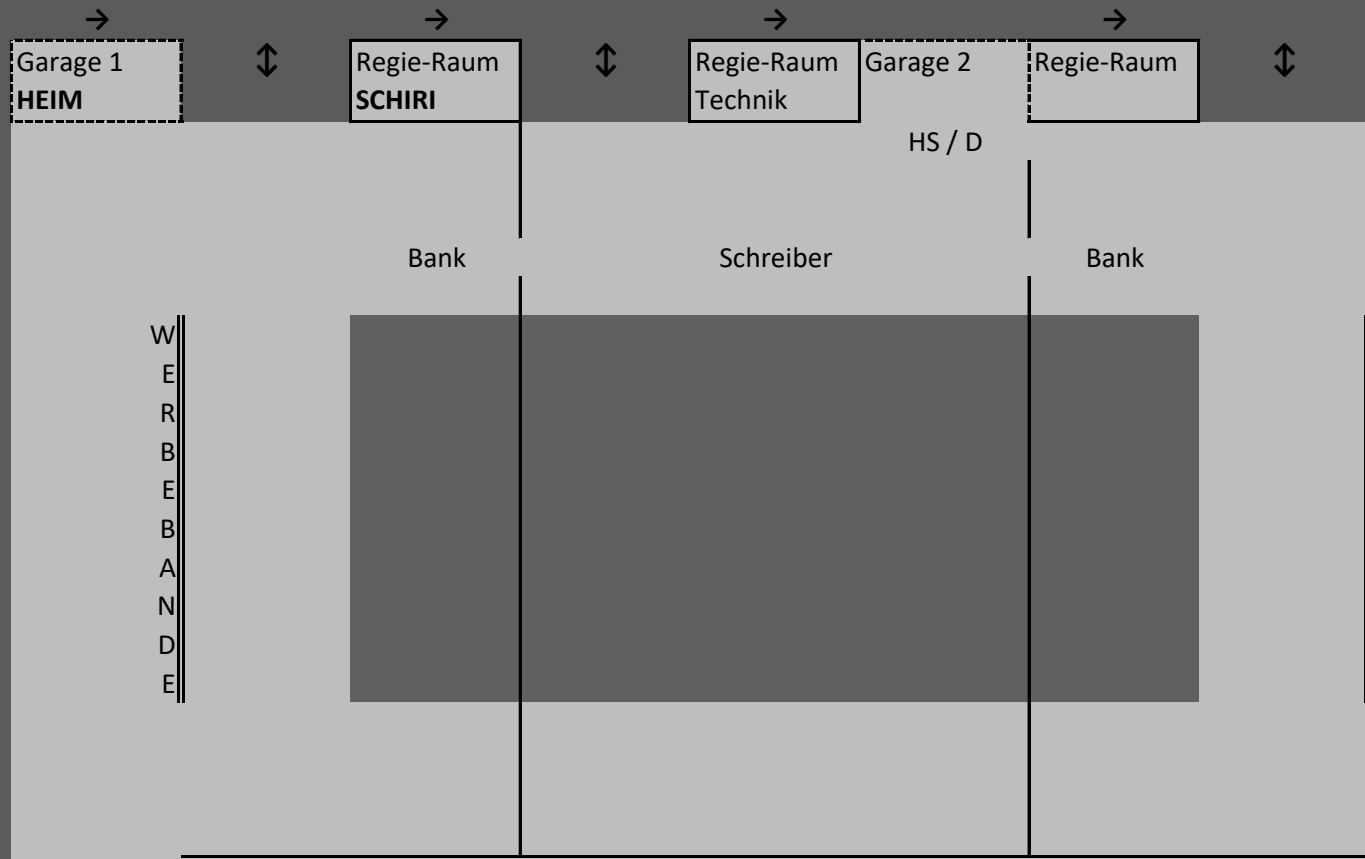 → → → →
Garage 1 ↕ Regie-Raum ↕ Regie-Raum Garage 2 Regie-Raum ↕
HEIM SCHIRI Technik
HS / D
Bank Schreiber Bank
W
E
R
B
E
B
A
N
D
E